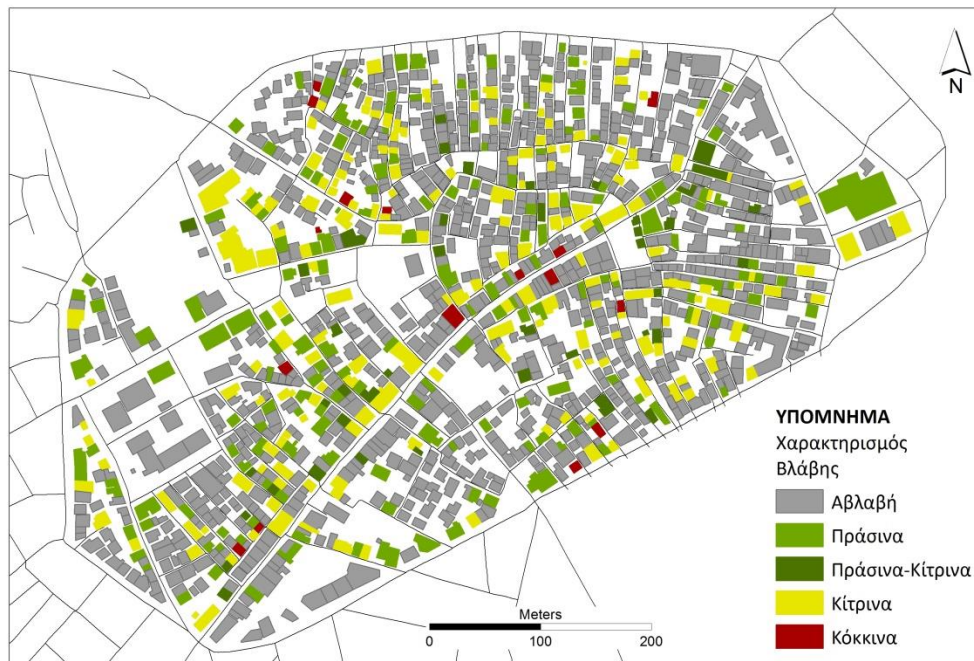 N
ΥΠΟΜΝΗΜΑ
Χαρακτηρισμός
Βλάβης
Αβλαβή
Πράσινα
Πράσινα-Κίτρινα
Κίτρινα
Κόκκινα
Meters
0 100 200